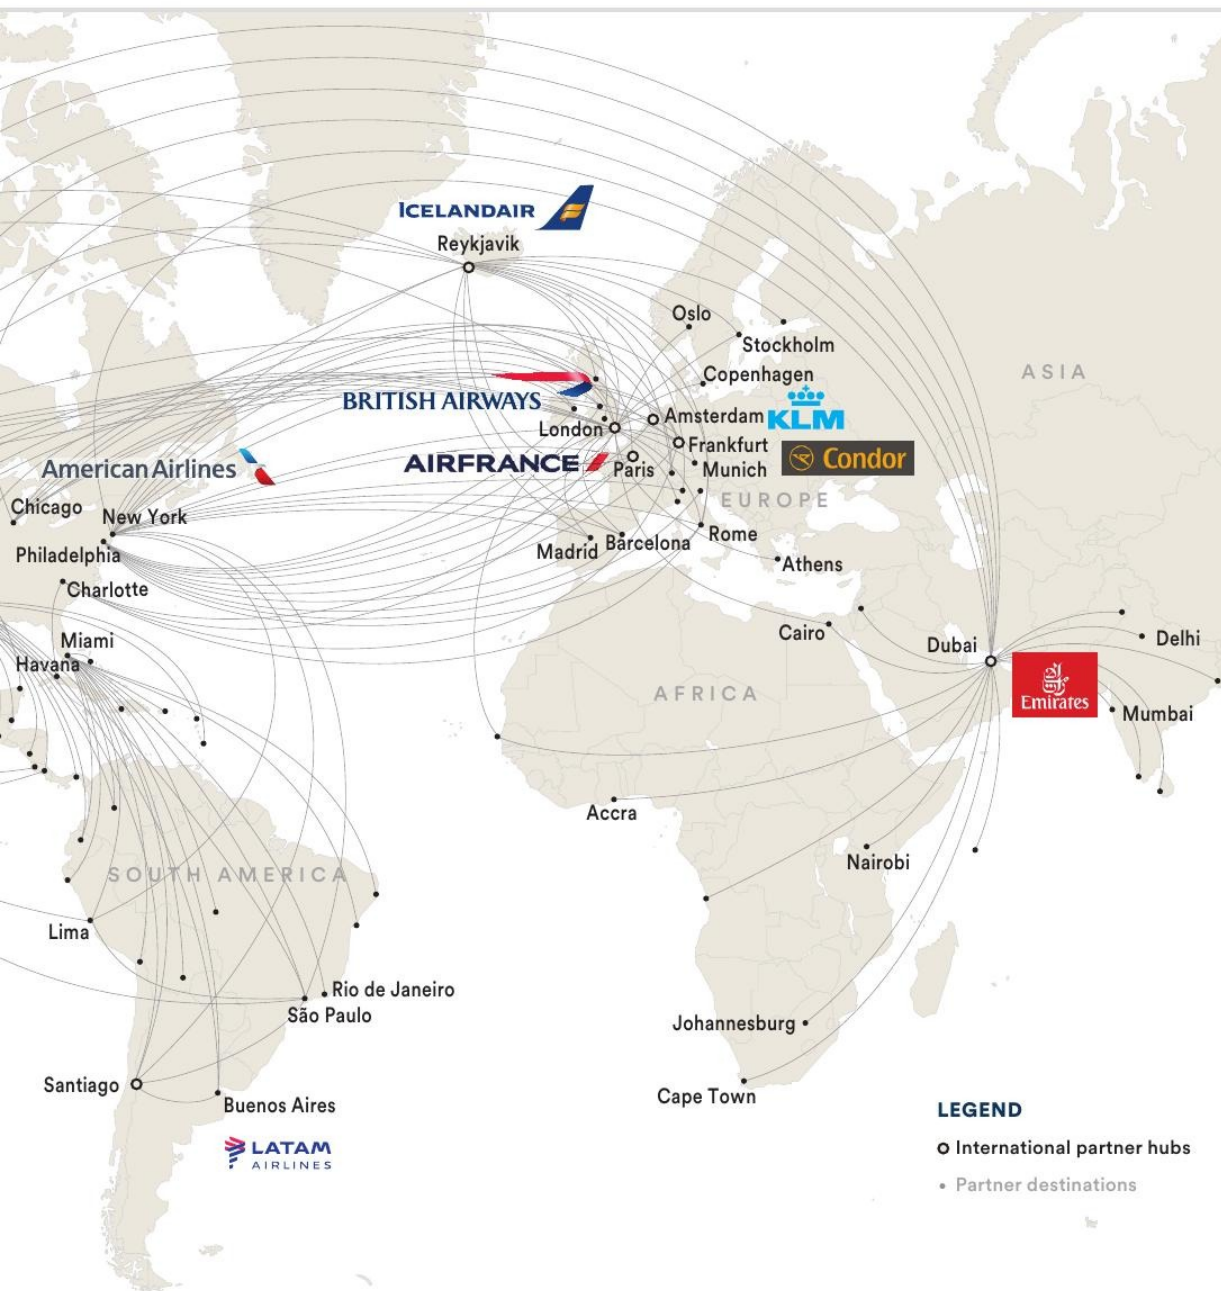 ICELANDAIR
Reykjavik
Oslo
Stockholm
ASIA
Copenhagen
BRITISH AIRWAYS
Amsterdam
KLM
London
Frankfurt
American Airlines
AIRFRANCE
Paris
Munich
Condor
EUROPE
Chicago
New York
Philadelphia
Madrid
Barcelona
Rome
Athens
Charlotte
Miami
Havana
Cairo
Dubai
Delhi
AFRICA
Emirates
Mumbai
Accra
Nairobi
SOUTH AMERICA
Lima
Rio de Janeiro
São Paulo
Johannesburg
Santiago
Buenos Aires
Cape Town
LATAM
AIRLINES
LEGEND
International partner hubs
Partner destinations